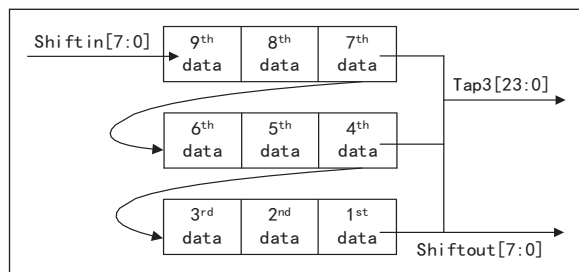 Shiftin[7:0]
9th data
8th data
7th data
Tap3[23:0]
6th data
5th data
4th data
3rd data
2nd data
1st data
Shiftout[7:0]